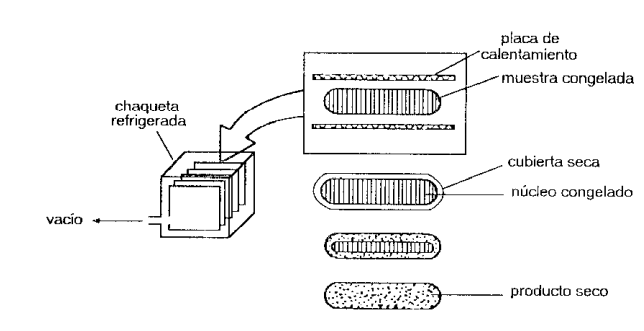 placa de
calentamiento
muestra congelada
chaqueta
refrigerada
cubierta seca
núcleo congelado
vacío
producto seco